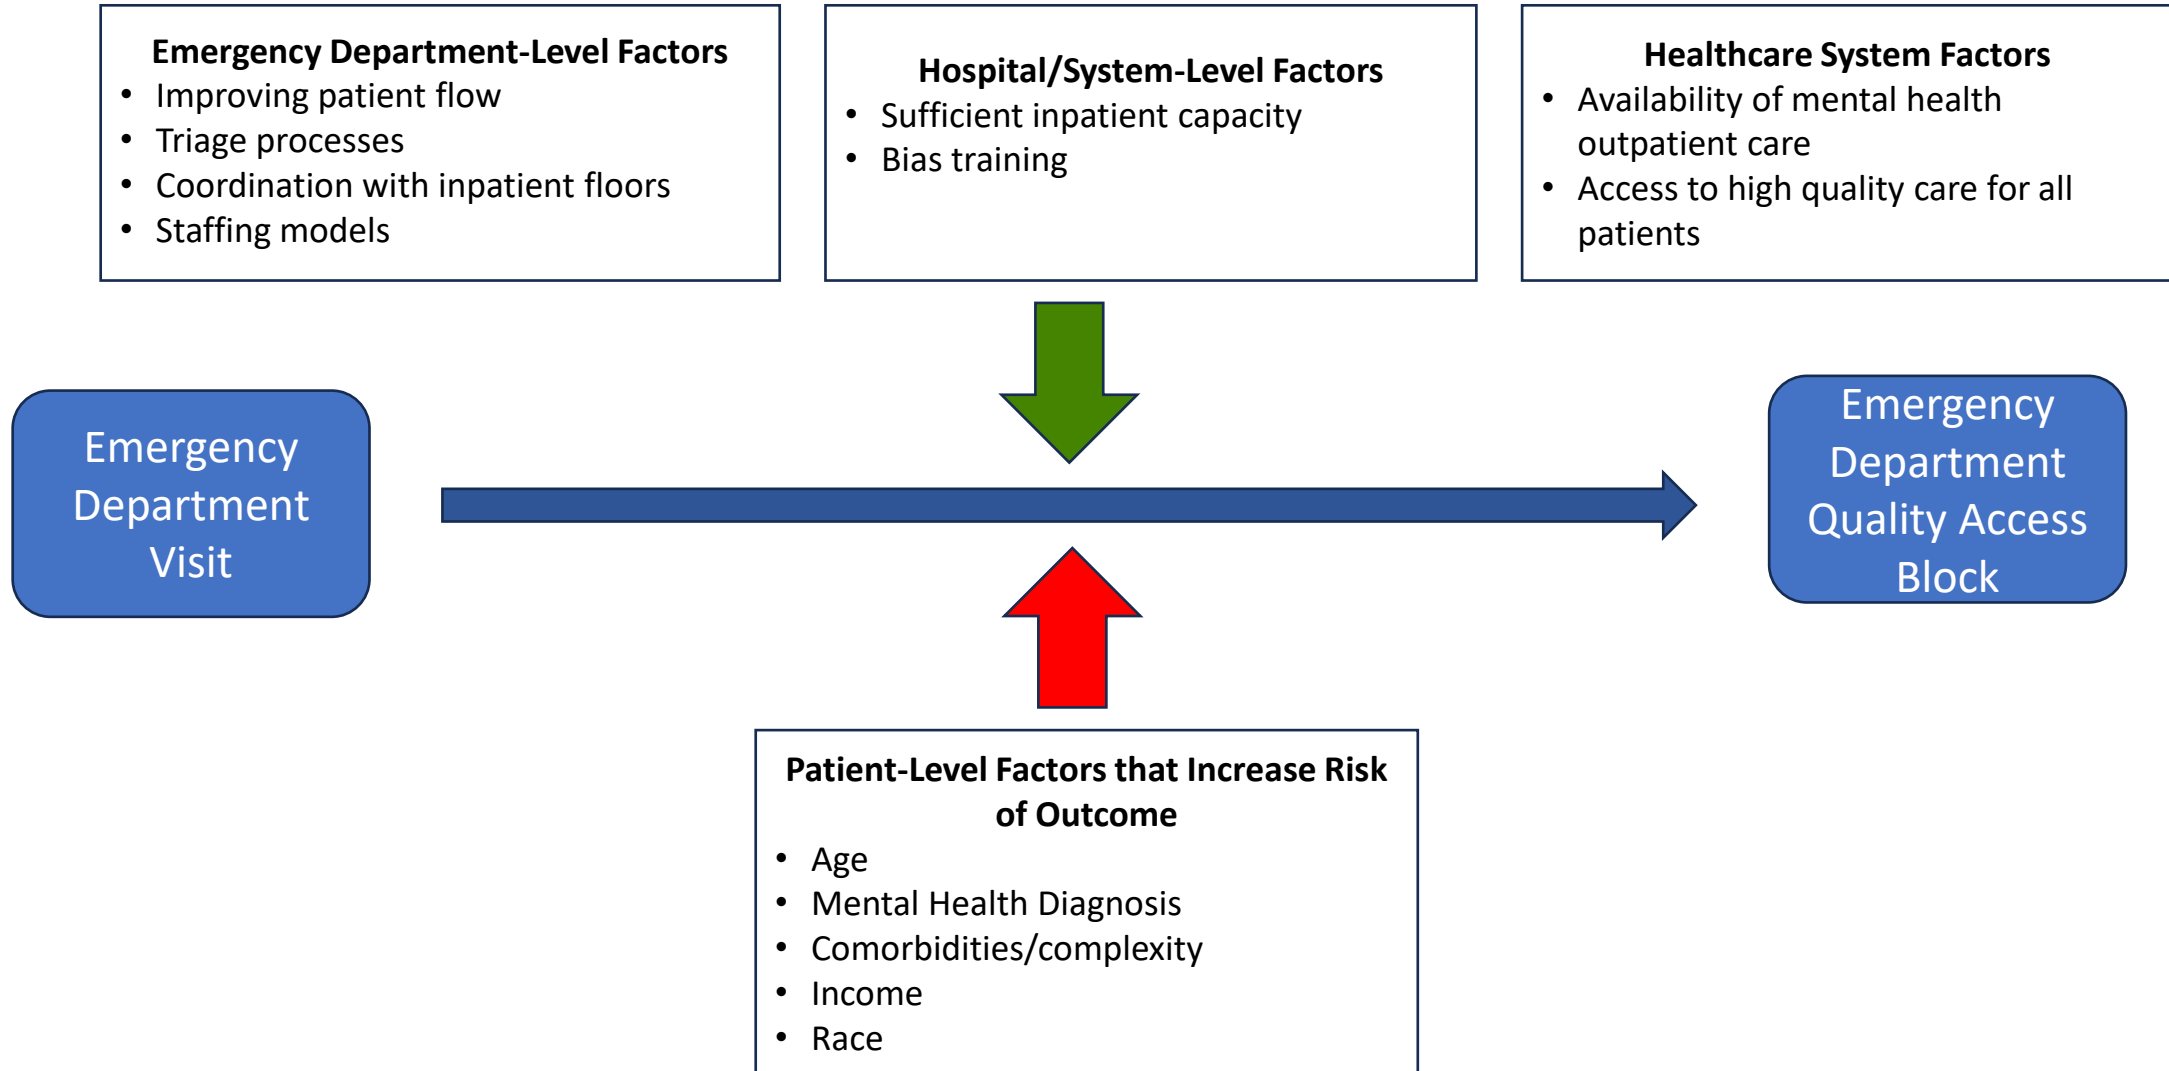 Emergency Department-Level Factors
• Improving patient flow
• Triage processes
• Coordination with inpatient floors
• Staffing models
Hospital/System-Level Factors
• Sufficient inpatient capacity
• Bias training
Healthcare System Factors
• Availability of mental health
outpatient care
• Access to high quality care for all
patients
Emergency
Department
Visit
Emergency
Department
Quality Access
Block
Patient-Level Factors that Increase Risk
of Outcome
• Age
• Mental Health Diagnosis
• Comorbidities/complexity
• Income
• Race